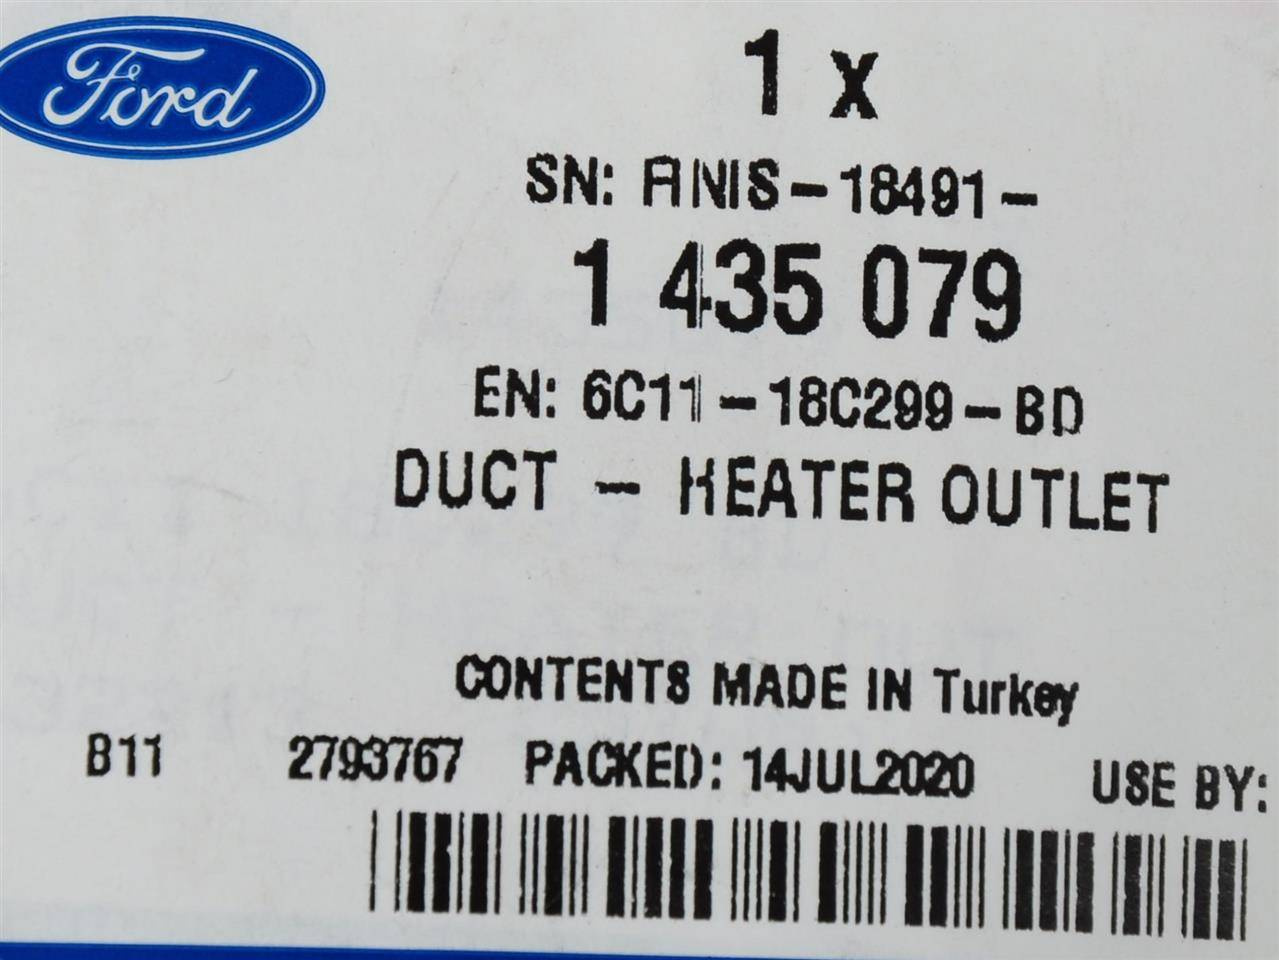 Ford
1 x
SN: FINIS-18491-
1 435 079
EN: 6C11-18C299-BD
DUCT - HEATER OUTLET
CONTENTS MADE IN Turkey
B11 2793767 PACKED: 14JUL2020 USE BY: